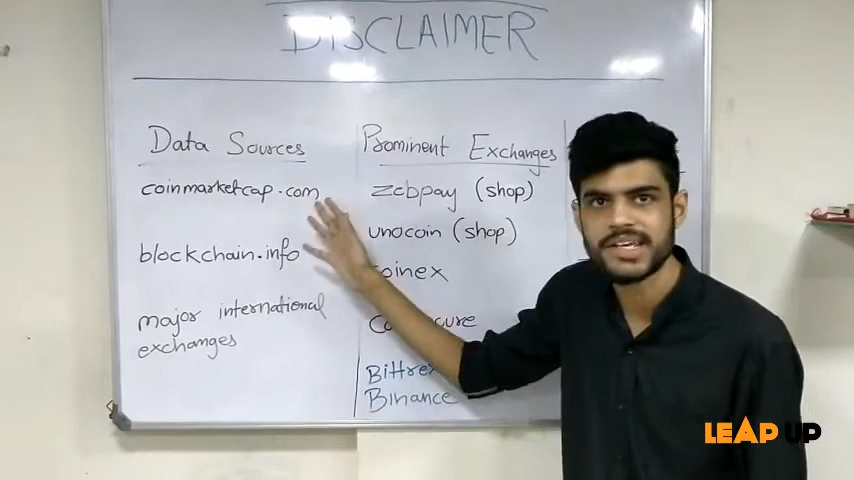 DISCLAIMER
Data Sources
coinmarketcap.com
blockchain.info
major international
exchanges
Prominent Exchanges
zebpay (shop)
unocoin (shop)
coinex
Bittrex
Binance
LEAP UP